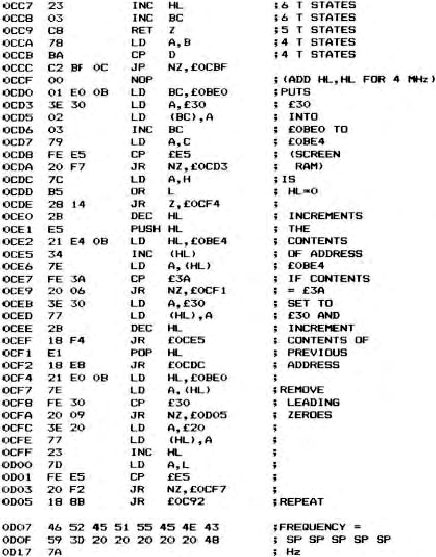 0CC7 23 INC HL ;6 T STATES
0CC8 03 INC BC ;6 T STATES
0CC9 C8 RET Z ;5 T STATES
0CCA 78 LD A,B ;4 T STATES
0CCB BA CP D ;4 T STATES
0CCC C2 BF 0C JP NZ,£0CBF
0CCF 00 NOP ;(ADD HL,HL FOR 4 MHz)
0CD0 01 E0 0B LD BC,£0BE0 ;PUTS
0CD3 3E 30 LD A,£30 ; £30
0CD5 02 LD (BC),A ; INTO
0CD6 03 INC BC ; £0BE0 TO
0CD7 79 LD A,C ; £0BE4
0CD8 FE E5 CP £E5 ; (SCREEN
0CDA 20 F7 JR NZ,£0CD3 ; RAM)
0CDC 7C LD A,H ;IS
0CDD B5 OR L ; HL=0
0CDE 28 14 JR Z,£0CF4 ;
0CE0 2B DEC HL ; INCREMENTS
0CE1 E5 PUSH HL ; THE
0CE2 21 E4 0B LD HL,£0BE4 ; CONTENTS
0CE5 34 INC (HL) ; OF ADDRESS
0CE6 7E LD A,(HL) ; £0BE4
0CE7 FE 3A CP £3A ; IF CONTENTS
0CE9 20 06 JR NZ,£0CF1 ; = £3A
0CEB 3E 30 LD A,£30 ; SET TO
0CED 77 LD (HL),A ; £30 AND
0CEE 2B DEC HL ; INCREMENT
0CEF 18 F4 JR £0CE5 ; CONTENTS OF
0CF1 E1 POP HL ; PREVIOUS
0CF2 18 E8 JR £0CDC ; ADDRESS
0CF4 21 E0 0B LD HL,£0BE0 ;
0CF7 7E LD A,(HL) ;REMOVE
0CF8 FE 30 CP £30 ; LEADING
0CFA 20 09 JR NZ,£0D05 ; ZEROES
0CFC 3E 20 LD A,£20 ;
0CFE 77 LD (HL),A ;
0CFF 23 INC HL ;
0D00 7D LD A,L ;
0D01 FE E5 CP £E5 ;
0D03 20 F2 JR NZ,£0CF7 ;
0D05 18 8B JR £0C92 ;REPEAT
0D07 46 52 45 51 55 45 4E 43 ;FREQUENCY =
0D0F 59 3D 20 20 20 20 20 48 ; SP SP SP SP SP
0D17 7A ; Hz